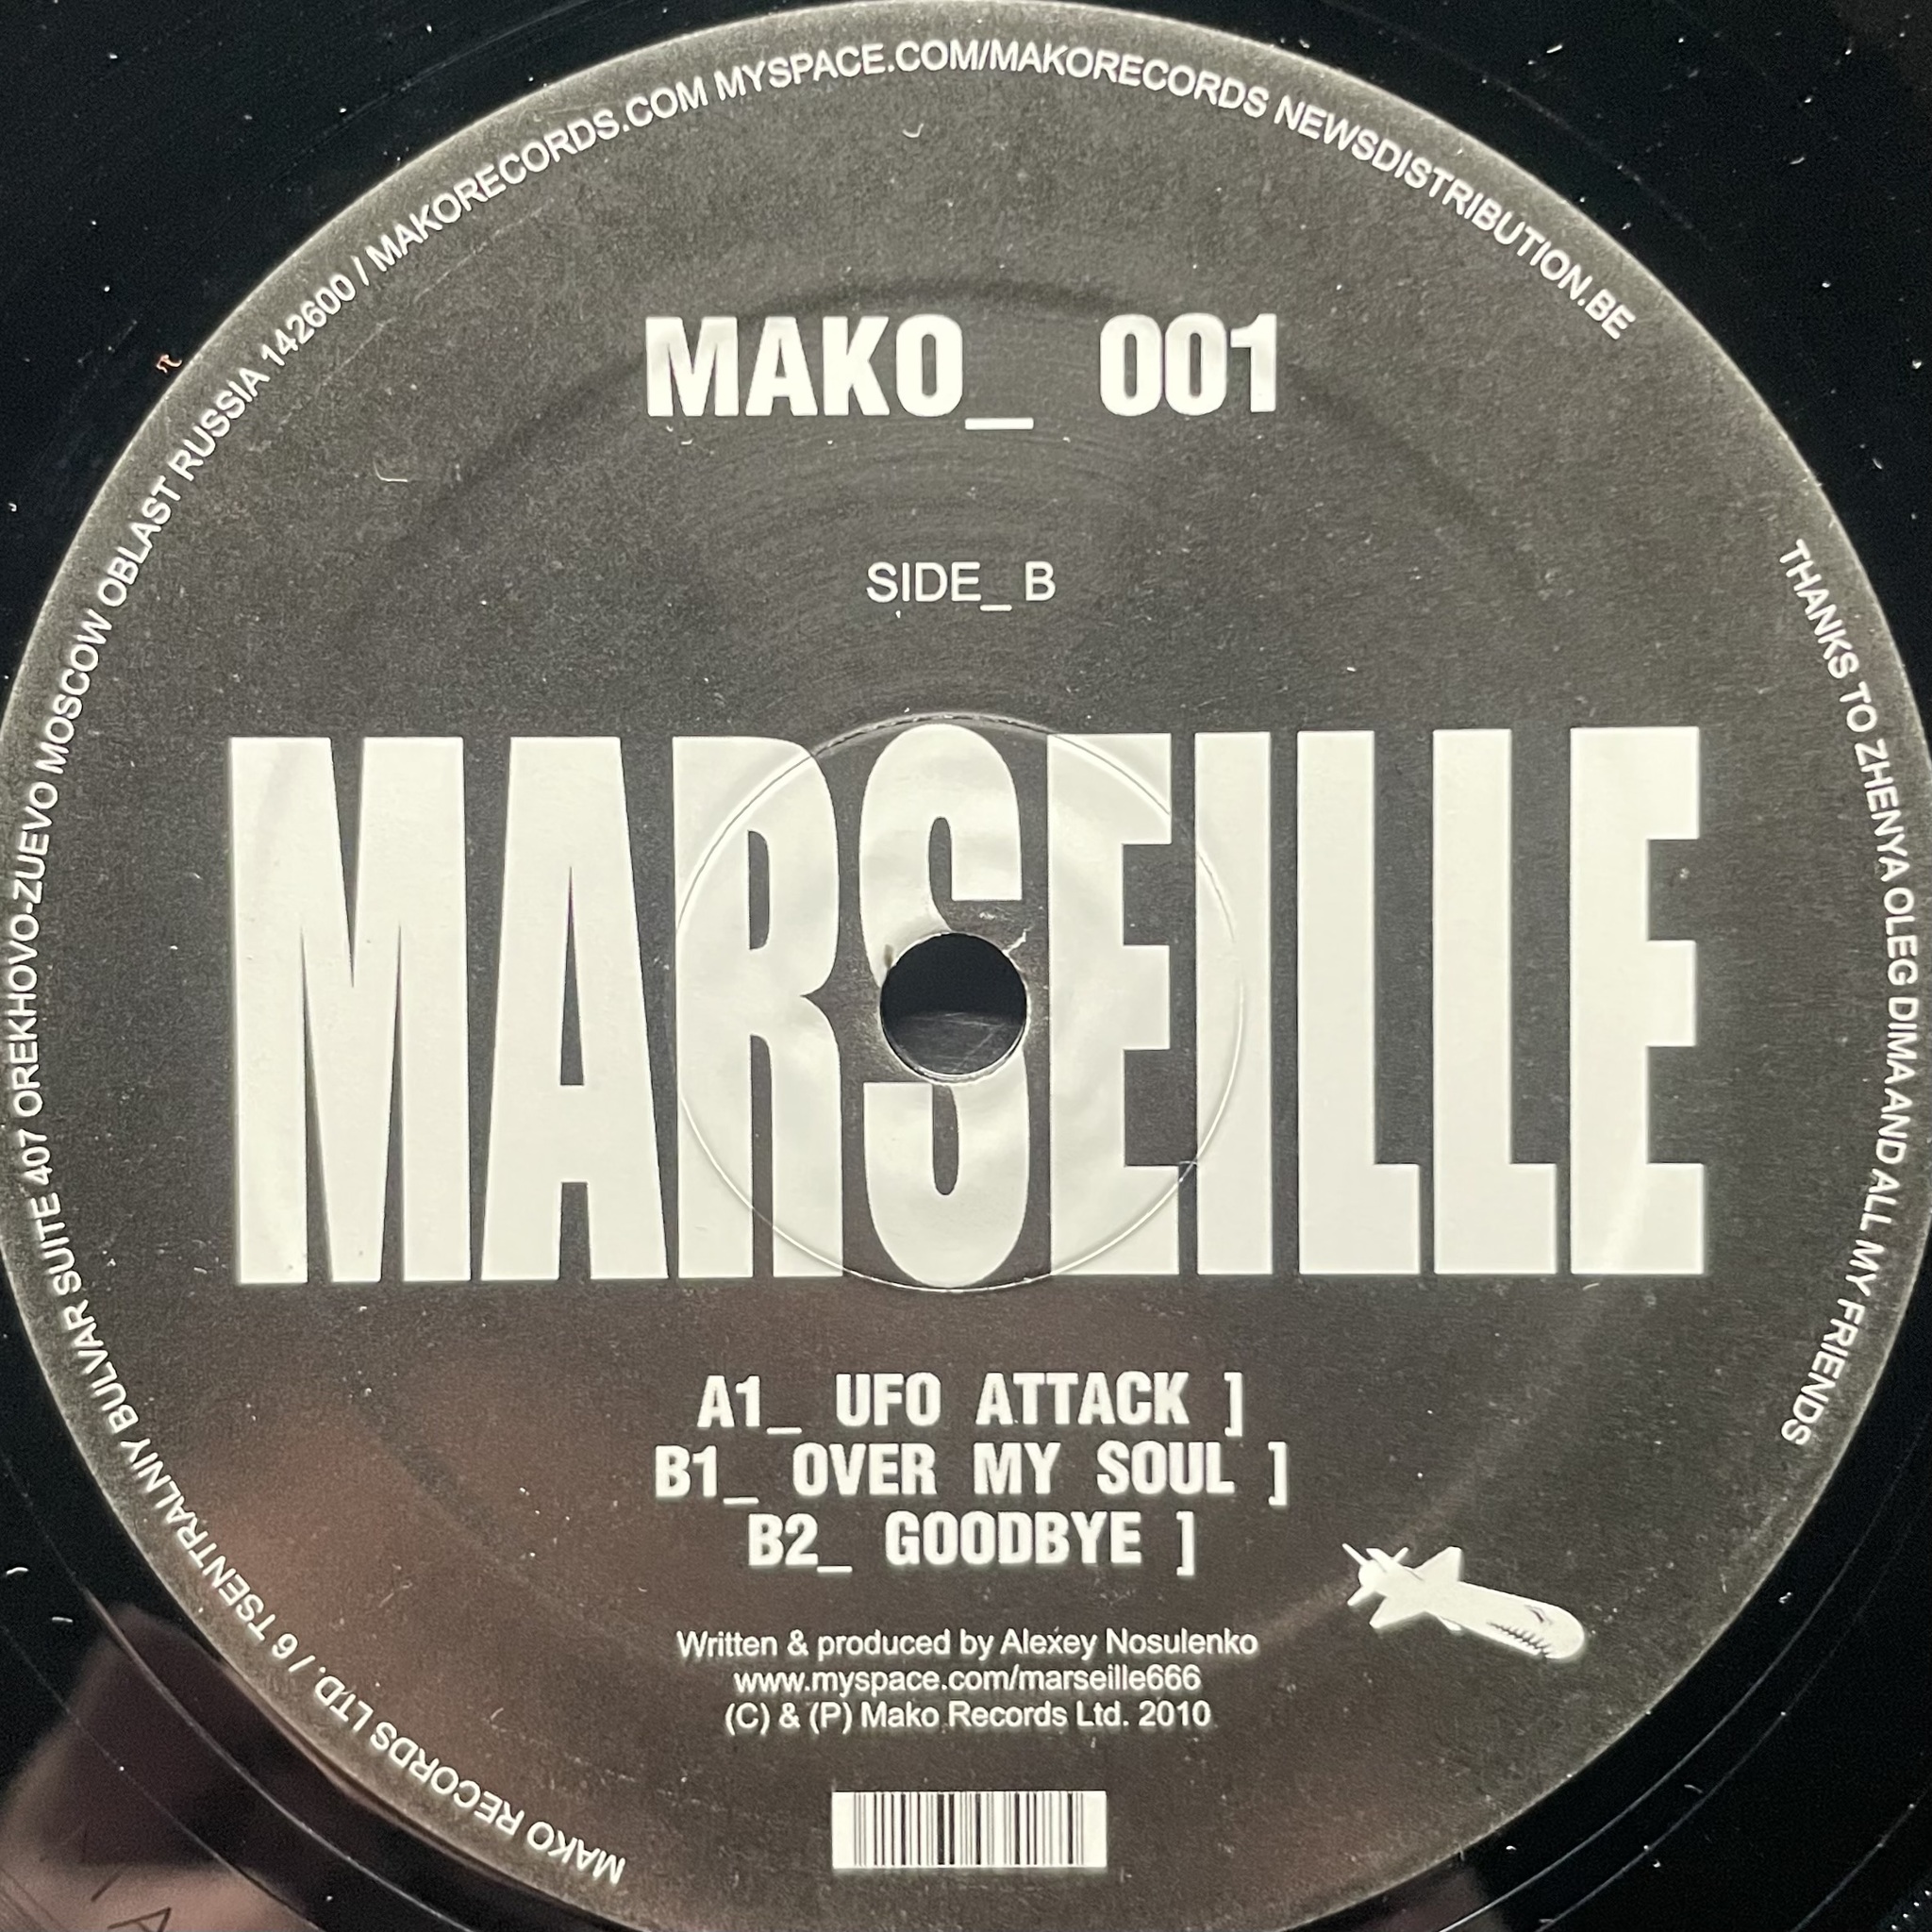 MAKO RECORDS LTD. / 6 TSENTRALNIY BULVAR SUITE 407 OREKHOVO-ZUEVO MOSCOW OBLAST RUSSIA 142600 / MAKORECORDS.COM MYSPACE.COM/MAKORECORDS NEWSDISTRIBUTION.BE
THANKS TO ZHENYA OLEG DIMA AND ALL MY FRIENDS
MAKO_ 001
SIDE_ B
MARSEILLE
A1_ UFO ATTACK ]
B1_ OVER MY SOUL ]
B2_ GOODBYE ]
Written & produced by Alexey Nosulenko
www.myspace.com/marseille666
(C) & (P) Mako Records Ltd. 2010